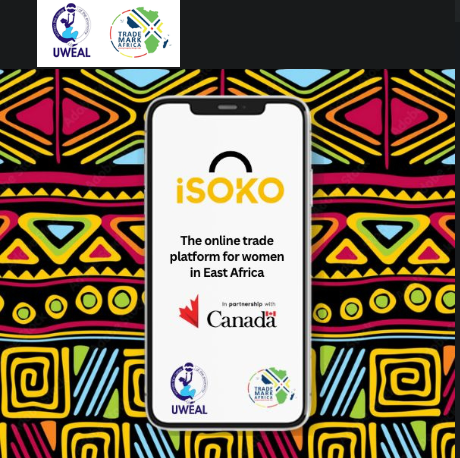 UWEAL
TRADE
MARK
AFRICA
iSOKO
The online trade
platform for women
in East Africa
In partnership with
Canada
UWEAL
TRADE
MARK
AFRICA